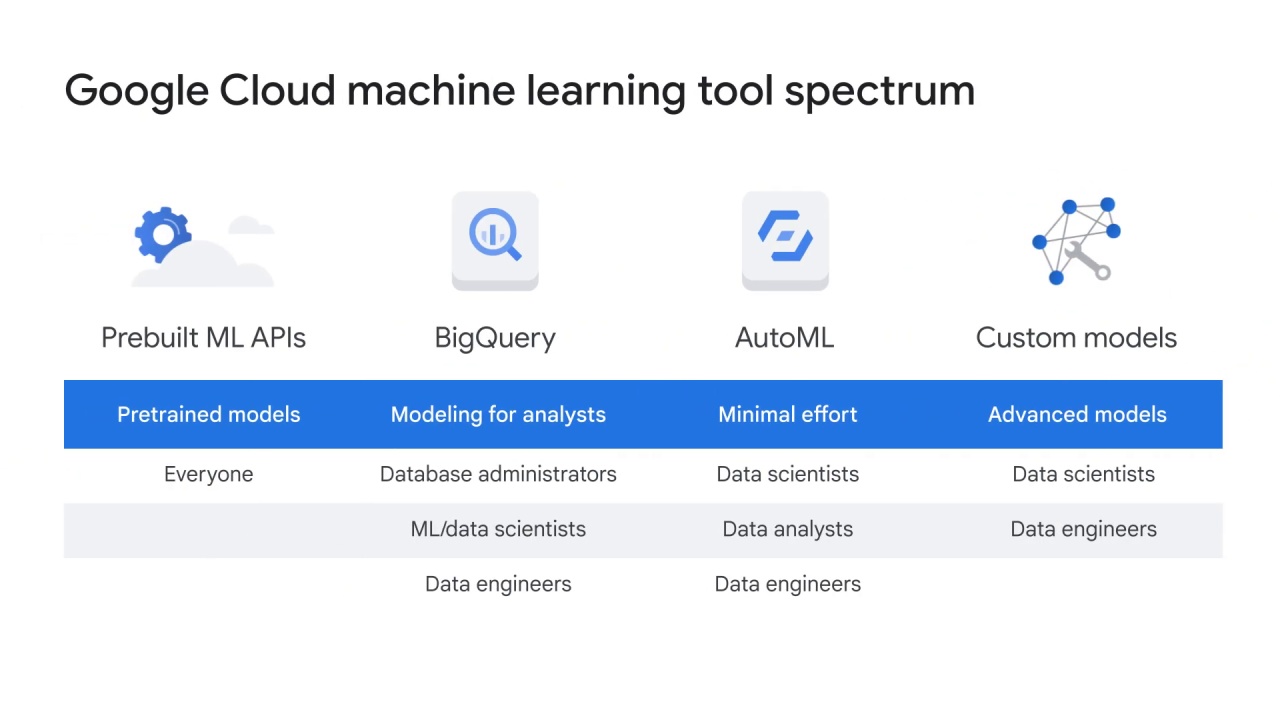 Google Cloud machine learning tool spectrum
Prebuilt ML APIs
BigQuery
AutoML
Custom models
Pretrained models
Modeling for analysts
Minimal effort
Advanced models
Everyone
Database administrators
Data scientists
Data scientists
ML/data scientists
Data analysts
Data engineers
Data engineers
Data engineers